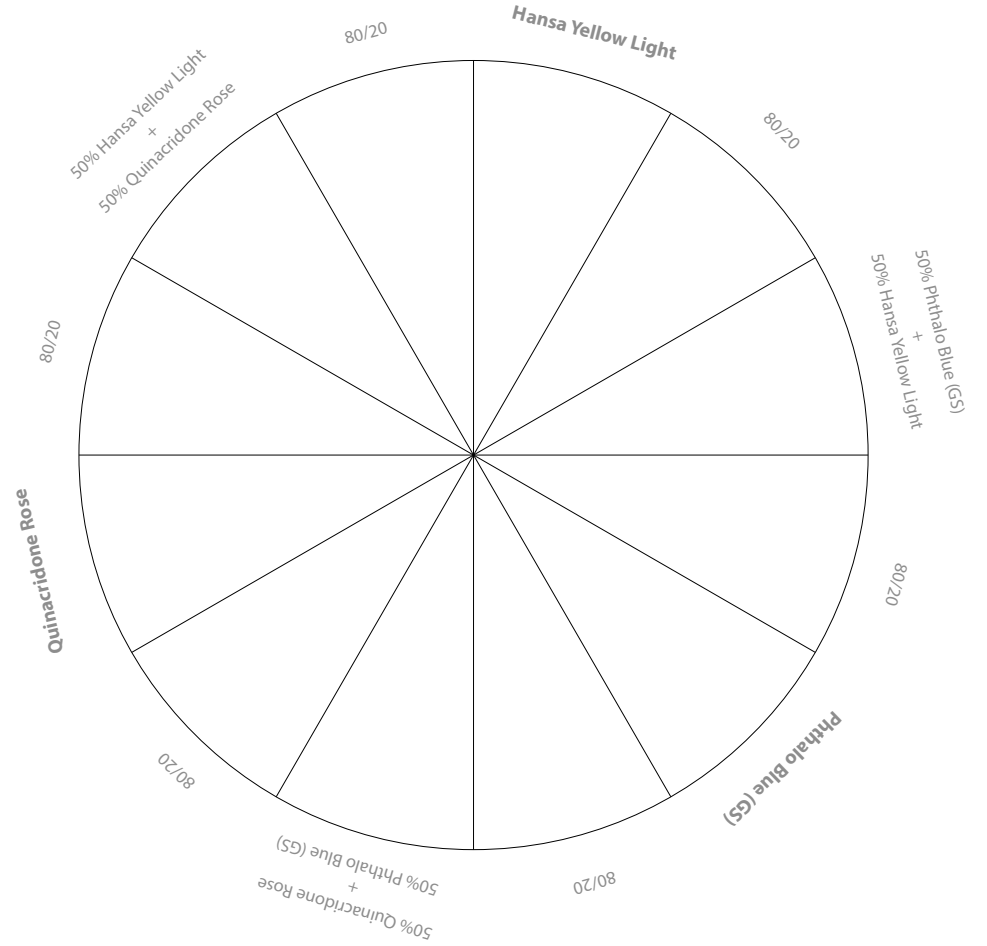 Hansa Yellow Light
80/20
50% Phthalo Blue (GS)
+
50% Hansa Yellow Light
80/20
Phthalo Blue (GS)
80/20
50% Phthalo Blue (GS)
+
50% Quinacridone Rose
80/20
Quinacridone Rose
80/20
50% Hansa Yellow Light
+
50% Quinacridone Rose
80/20